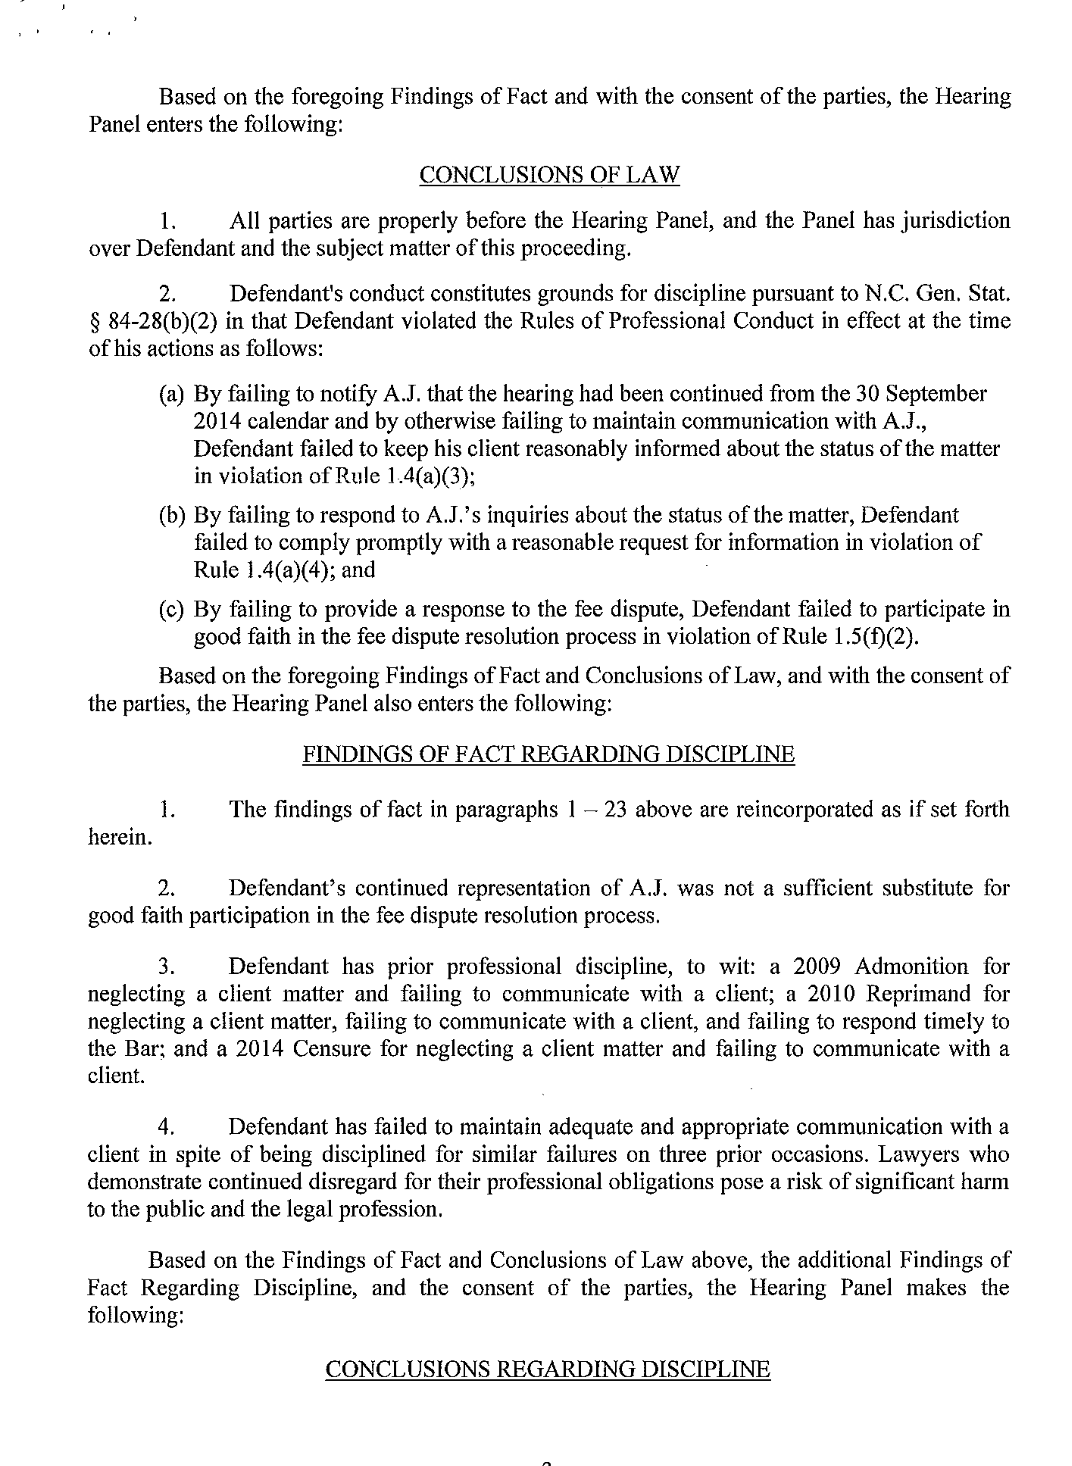 Based on the foregoing Findings of Fact and with the consent of the parties, the Hearing
Panel enters the following:
CONCLUSIONS OF LAW
1. All parties are properly before the Hearing Panel, and the Panel has jurisdiction
over Defendant and the subject matter of this proceeding.
2. Defendant's conduct constitutes grounds for discipline pursuant to N.C. Gen. Stat.
§ 84-28(b)(2) in that Defendant violated the Rules of Professional Conduct in effect at the time
of his actions as follows:
(a) By failing to notify A.J. that the hearing had been continued from the 30 September
2014 calendar and by otherwise failing to maintain communication with A.J.,
Defendant failed to keep his client reasonably informed about the status of the matter
in violation of Rule 1.4(a)(3);
(b) By failing to respond to A.J.’s inquiries about the status of the matter, Defendant
failed to comply promptly with a reasonable request for information in violation of
Rule 1.4(a)(4); and
(c) By failing to provide a response to the fee dispute, Defendant failed to participate in
good faith in the fee dispute resolution process in violation of Rule 1.5(f)(2).
Based on the foregoing Findings of Fact and Conclusions of Law, and with the consent of
the parties, the Hearing Panel also enters the following:
FINDINGS OF FACT REGARDING DISCIPLINE
1. The findings of fact in paragraphs 1 – 23 above are reincorporated as if set forth
herein.
2. Defendant’s continued representation of A.J. was not a sufficient substitute for
good faith participation in the fee dispute resolution process.
3. Defendant has prior professional discipline, to wit: a 2009 Admonition for
neglecting a client matter and failing to communicate with a client; a 2010 Reprimand for
neglecting a client matter, failing to communicate with a client, and failing to respond timely to
the Bar; and a 2014 Censure for neglecting a client matter and failing to communicate with a
client.
4. Defendant has failed to maintain adequate and appropriate communication with a
client in spite of being disciplined for similar failures on three prior occasions. Lawyers who
demonstrate continued disregard for their professional obligations pose a risk of significant harm
to the public and the legal profession.
Based on the Findings of Fact and Conclusions of Law above, the additional Findings of
Fact Regarding Discipline, and the consent of the parties, the Hearing Panel makes the
following:
CONCLUSIONS REGARDING DISCIPLINE